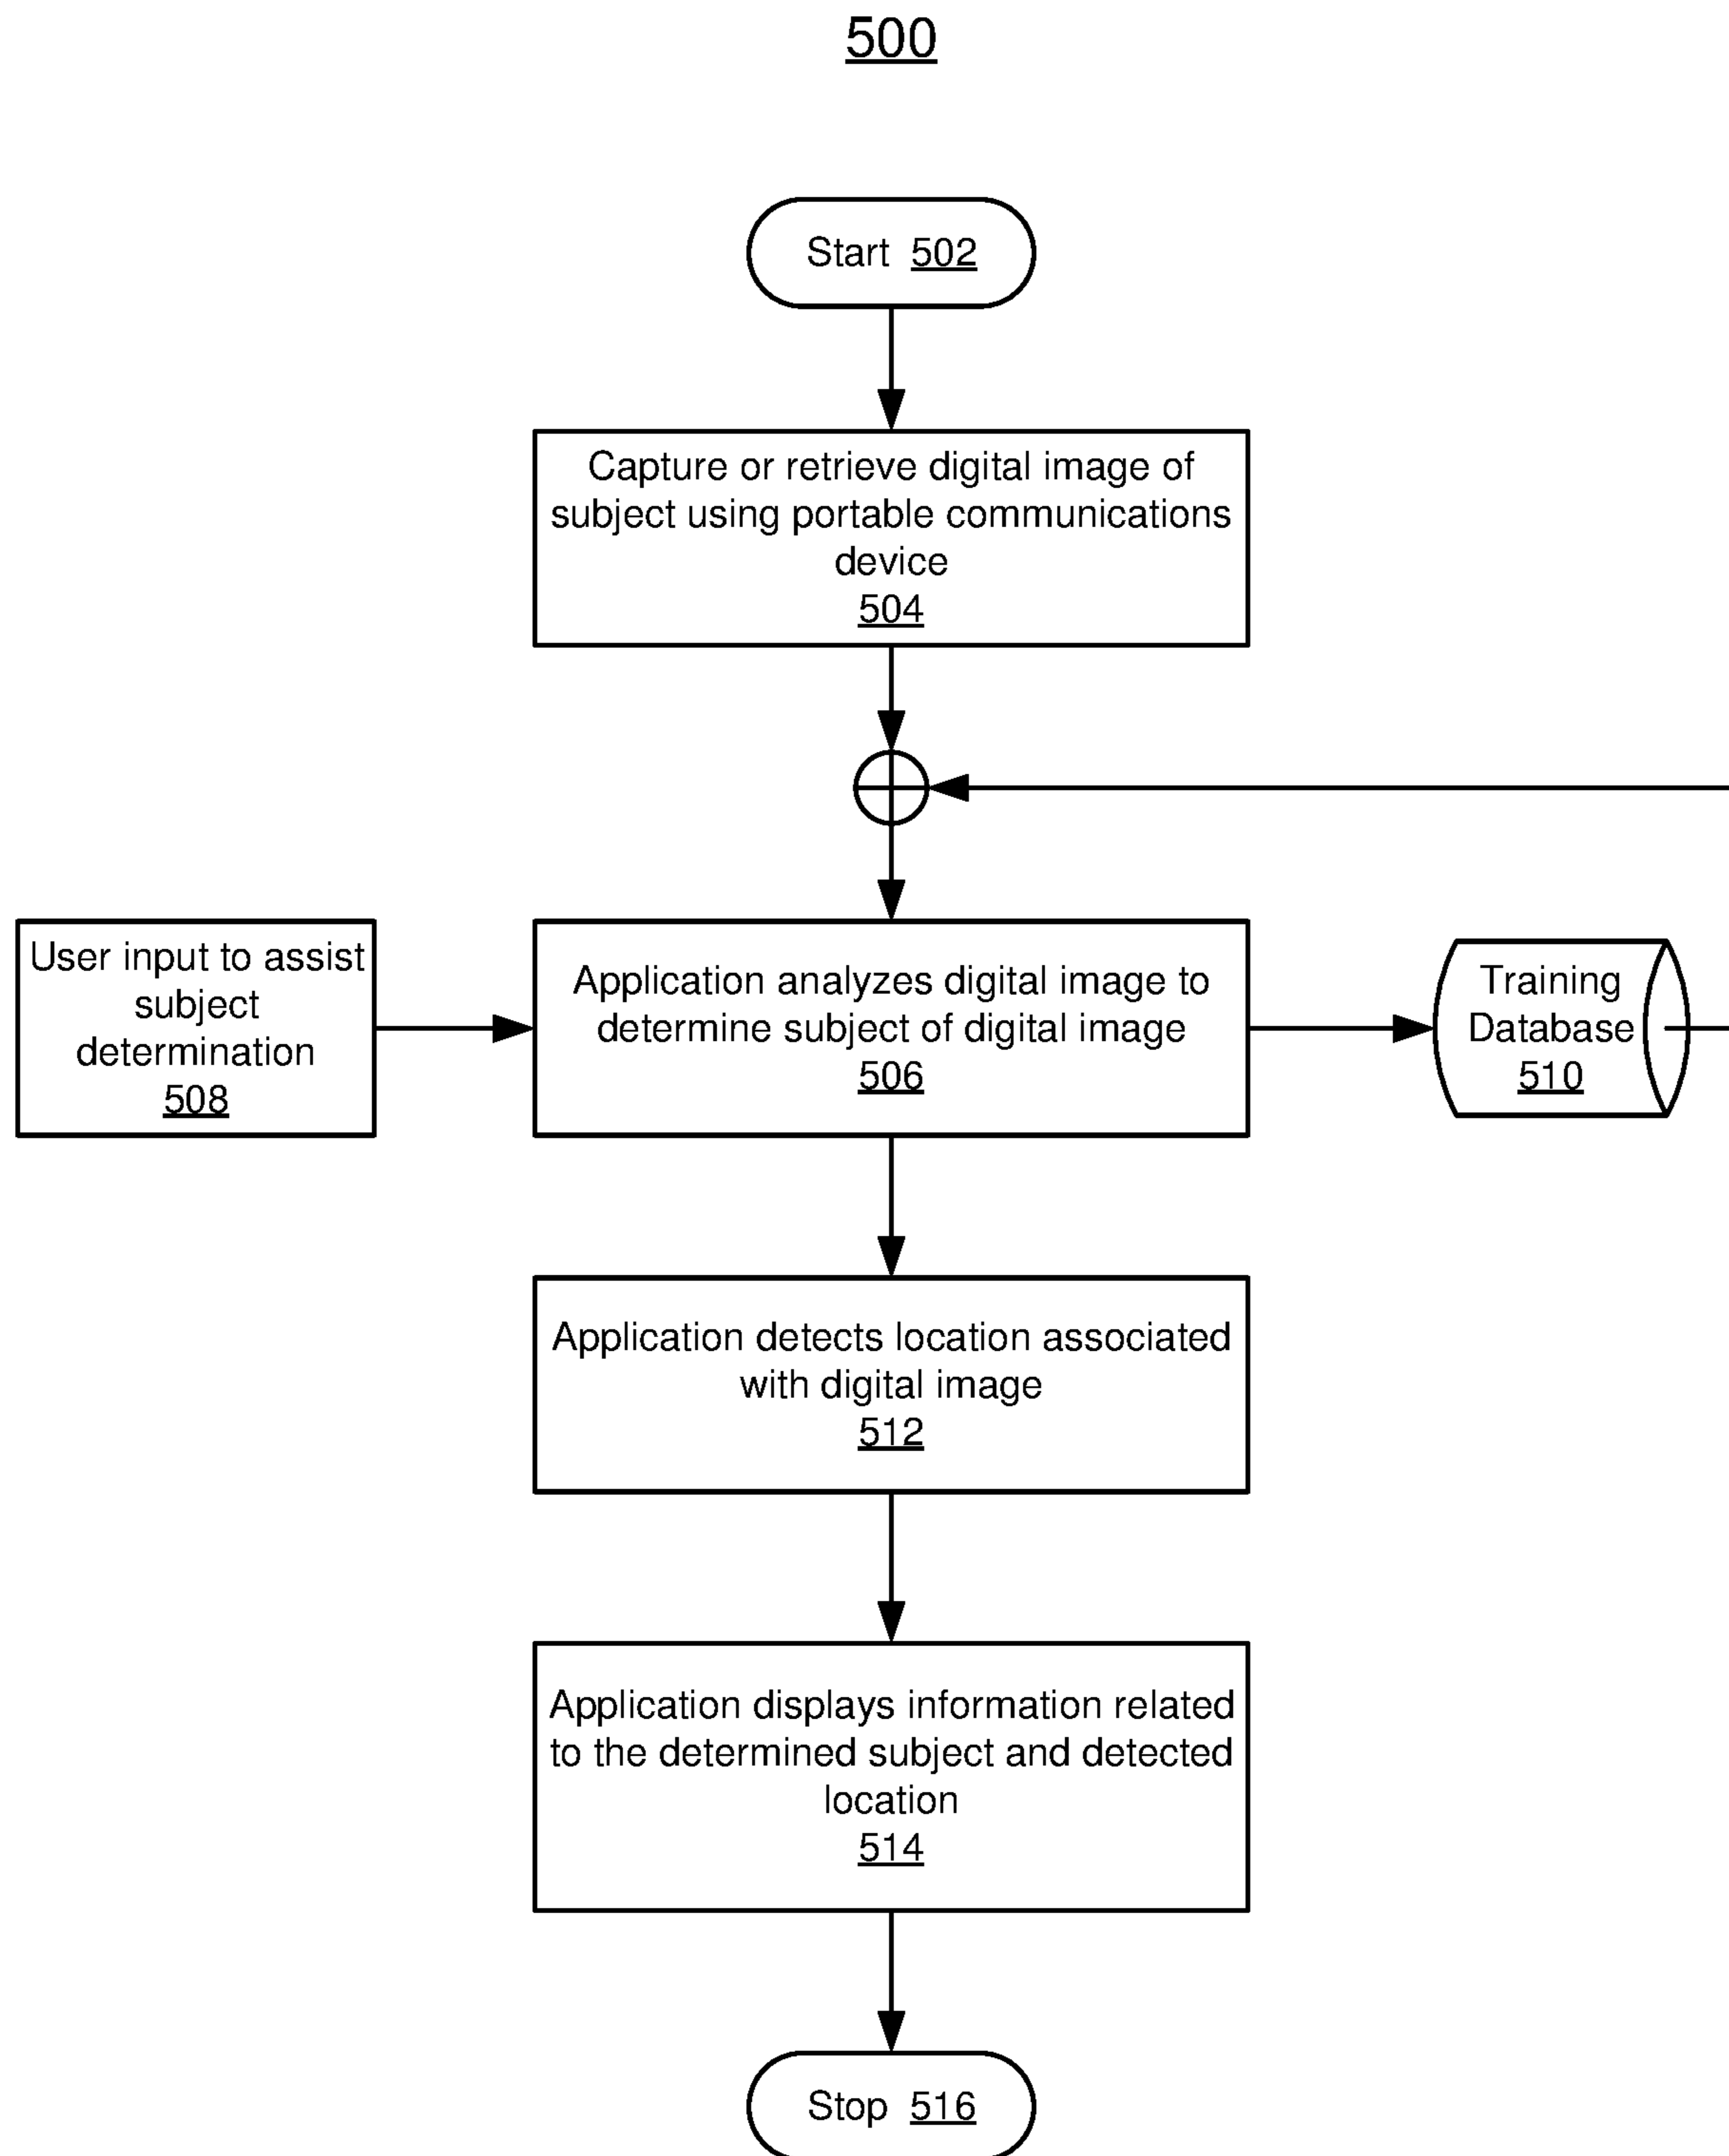 500
Start 502
Capture or retrieve digital image of
subject using portable communications
device
504
User input to assist
subject
determination
508
Application analyzes digital image to
determine subject of digital image
506
Training
Database
510
Application detects location associated
with digital image
512
Application displays information related
to the determined subject and detected
location
514
Stop 516